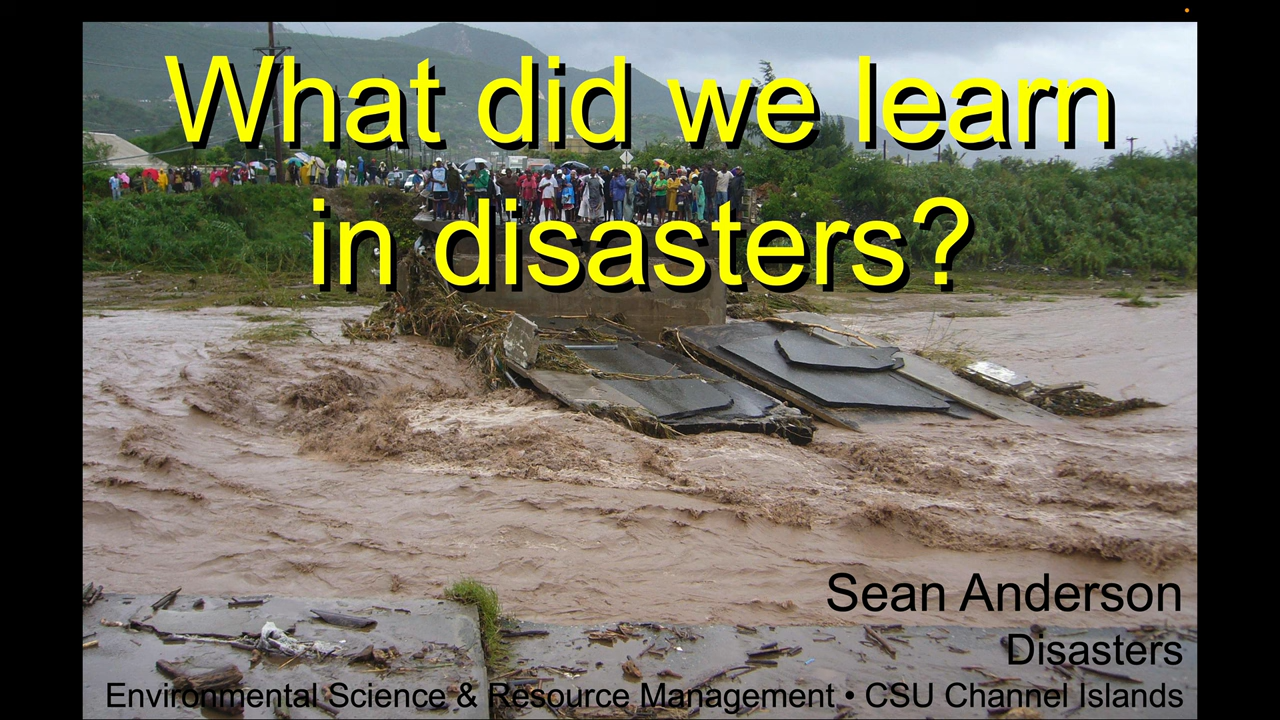 What did we learn
in disasters?
Sean Anderson
Disasters
Environmental Science & Resource Management • CSU Channel Islands